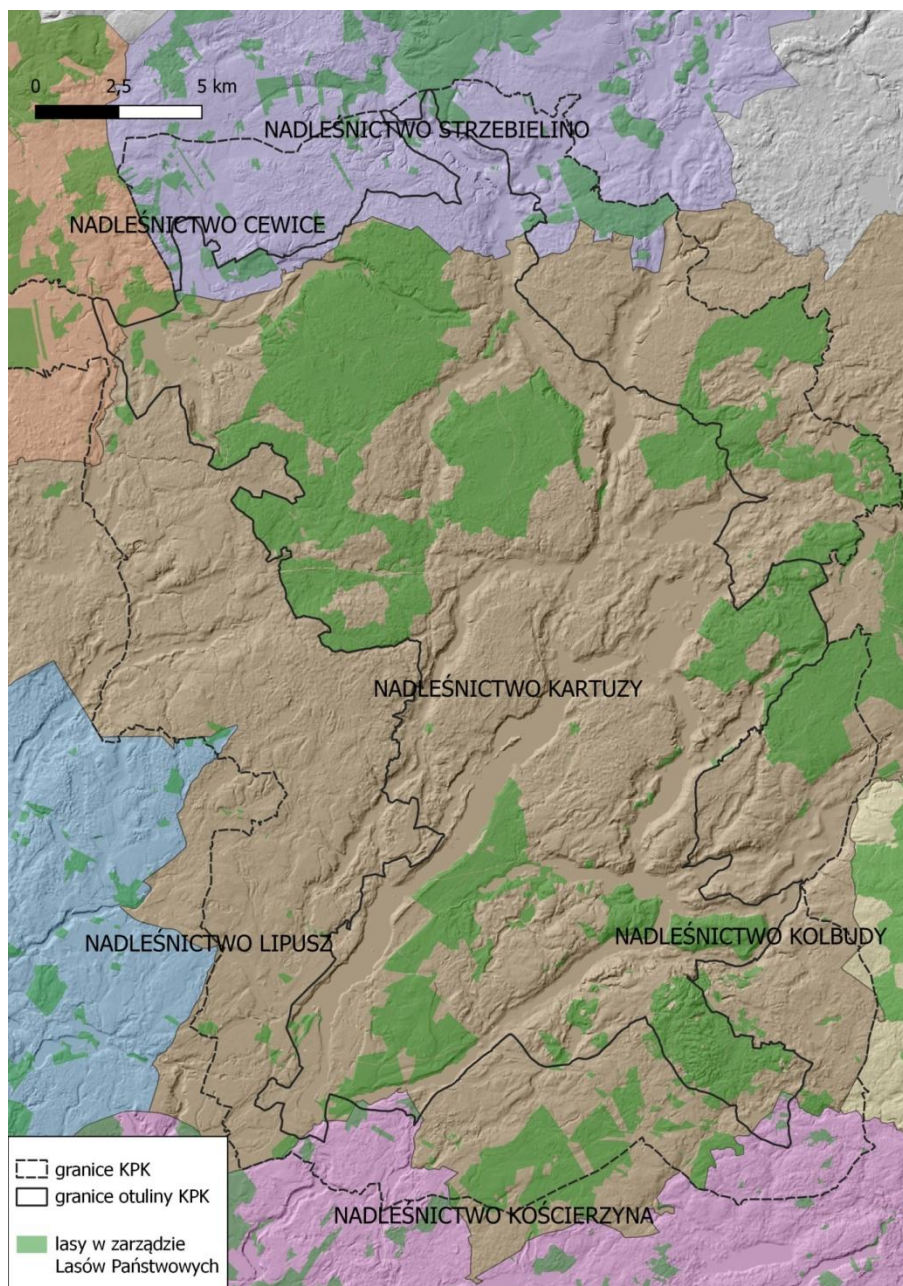 0 2,5 5 km
NADLEŚNICTWO STRZEBIELINO
NADLEŚNICTWO CEWICE
NADLEŚNICTWO KARTUZY
NADLEŚNICTWO LIPUSZ
NADLEŚNICTWO KOLBUDY
NADLEŚNICTWO KOŚCIERZYNA
granice KPK
granice otuliny KPK
lasy w zarządzie
Lasów Państwowych